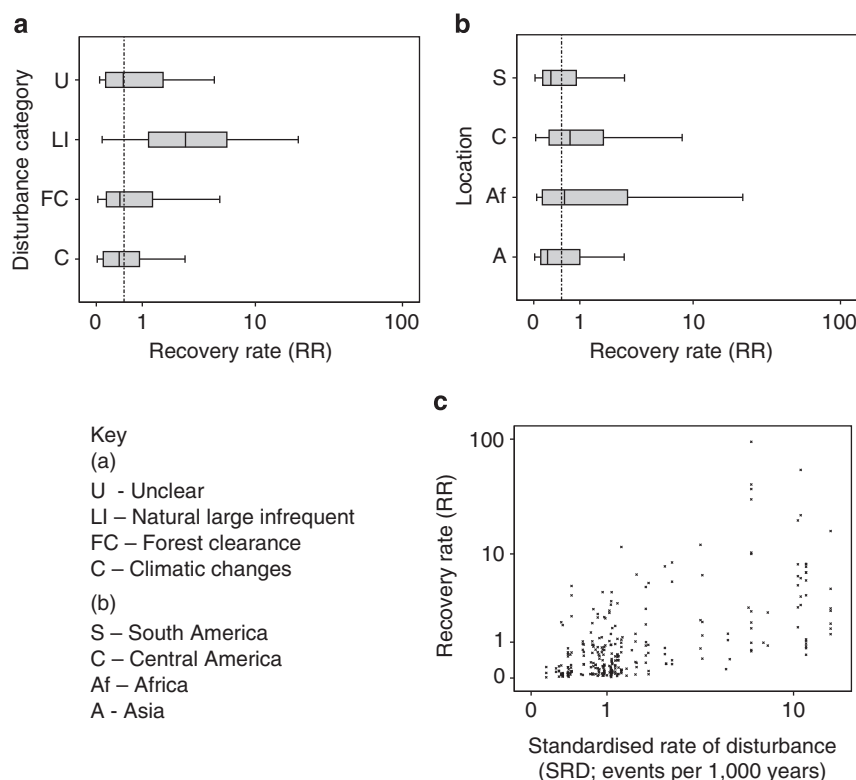 a
Disturbance category
U
LI
FC
C
0 1 10 100
Recovery rate (RR)
b
Location
S
C
Af
A
0 1 10 100
Recovery rate (RR)
Key
(a)
U - Unclear
LI – Natural large infrequent
FC – Forest clearance
C – Climatic changes
(b)
S – South America
C – Central America
Af – Africa
A - Asia
c
Recovery rate (RR)
100
10
1
0
0 1 10
Standardised rate of disturbance
(SRD; events per 1,000 years)